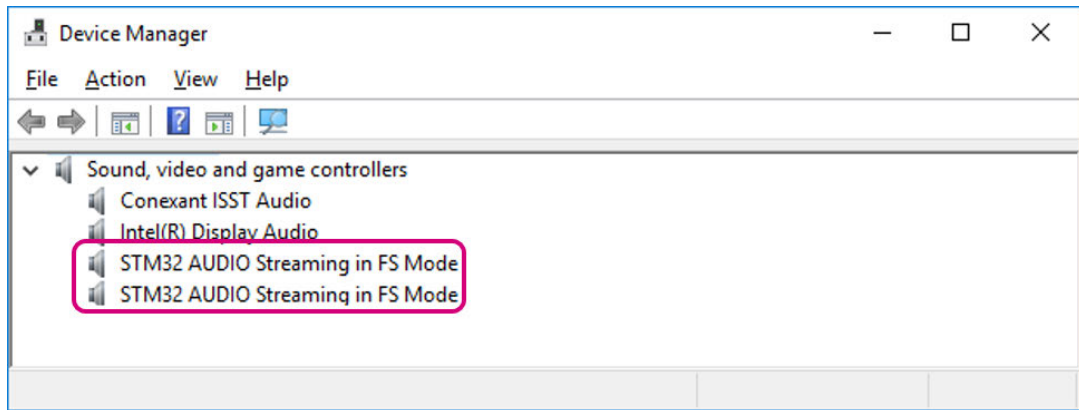 Device Manager
File Action View Help
Sound, video and game controllers
Conexant ISST Audio
Intel(R) Display Audio
STM32 AUDIO Streaming in FS Mode
STM32 AUDIO Streaming in FS Mode